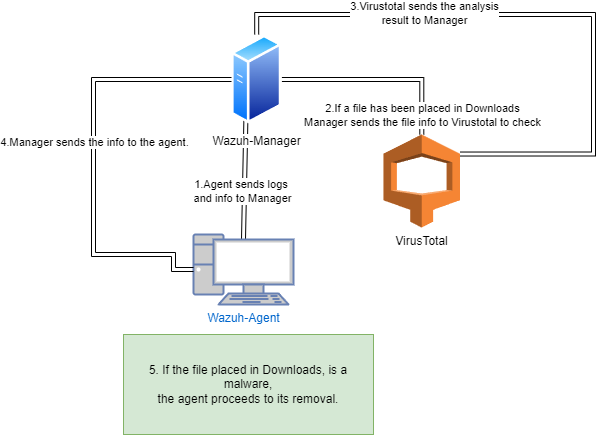 3.Virustotal sends the analysis
result to Manager
2.If a file has been placed in Downloads
Manager sends the file info to Virustotal to check
Wazuh-Manager
4.Manager sends the info to the agent.
1.Agent sends logs
and info to Manager
VirusTotal
Wazuh-Agent
5. If the file placed in Downloads, is a
malware,
the agent proceeds to its removal.